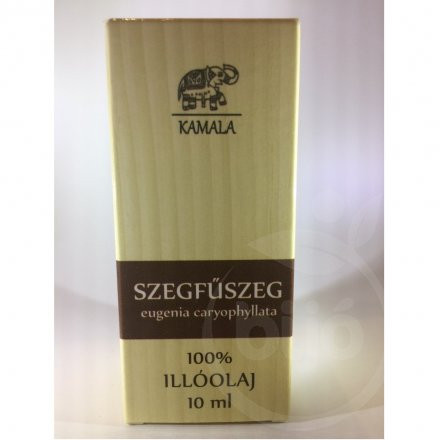 KAMALA
SZEGFŰSZEG
eugenia caryophyllata
100%
ILLÓOLAJ
10 ml